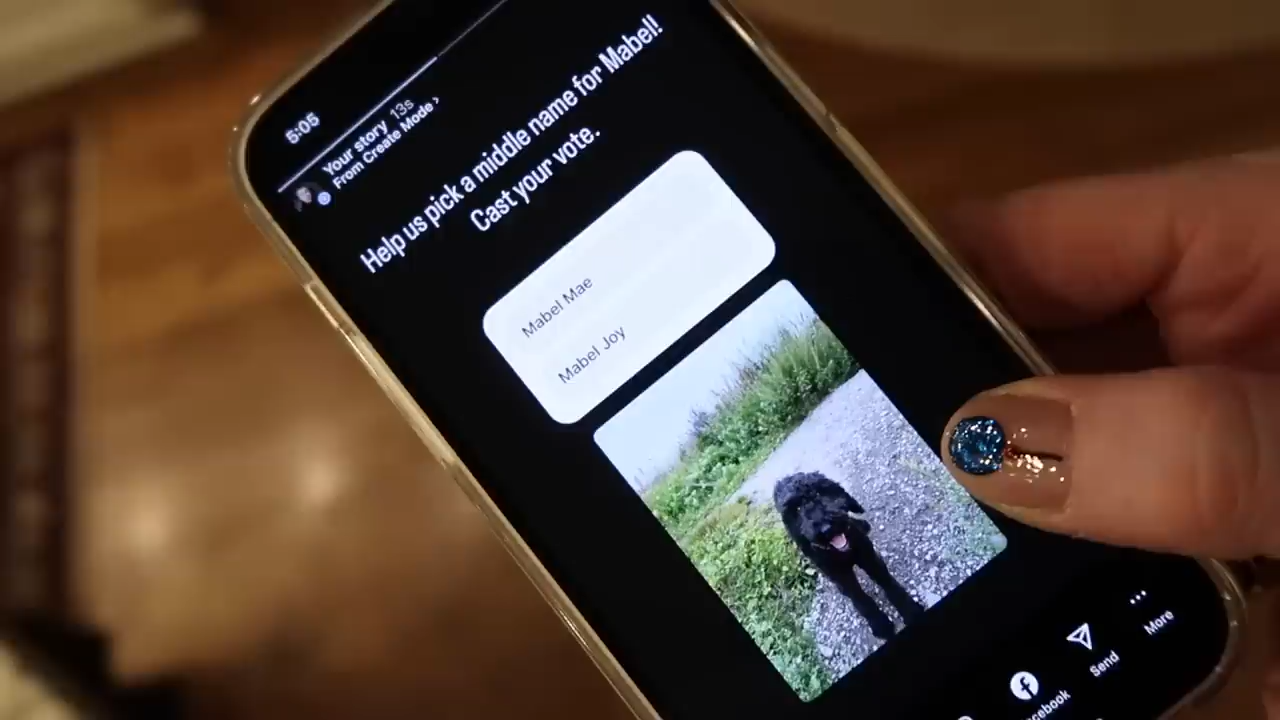 5:05
Your story 13s
From Create Mode >
Help us pick a middle name for Mabel!
Cast your vote.
Mabel Mae
Mabel Joy
Send
More